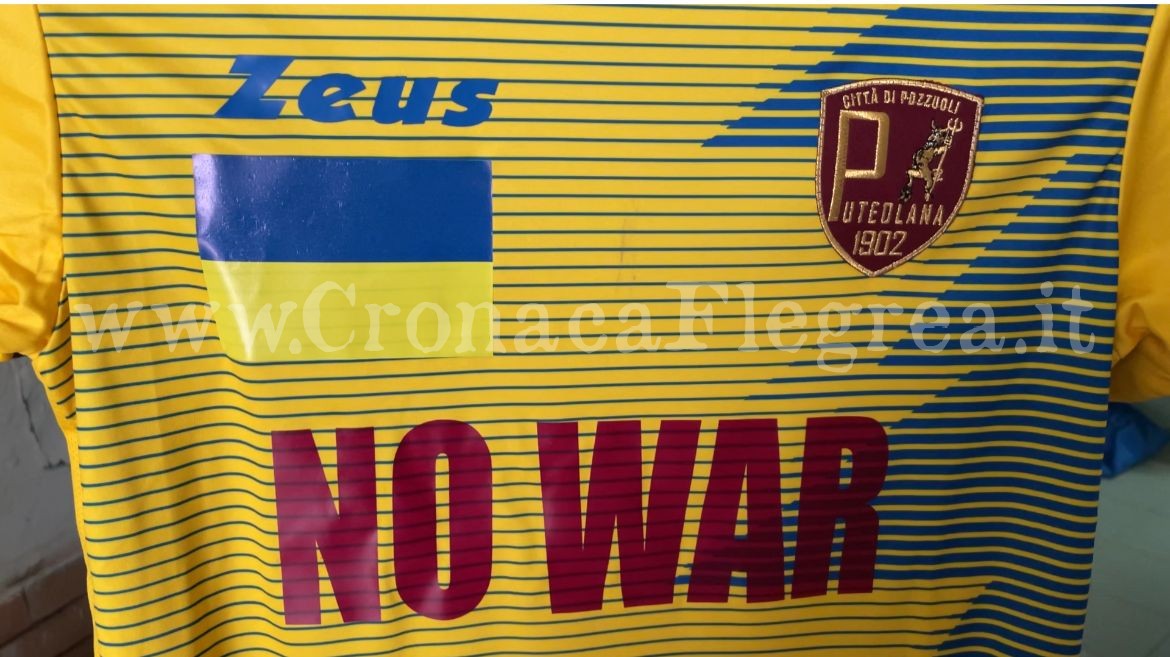 Zeus
CITTÀ DI POZZUOLI
PUTEOLANA
1902
www.CronacaFlegrea.it
NO WAR